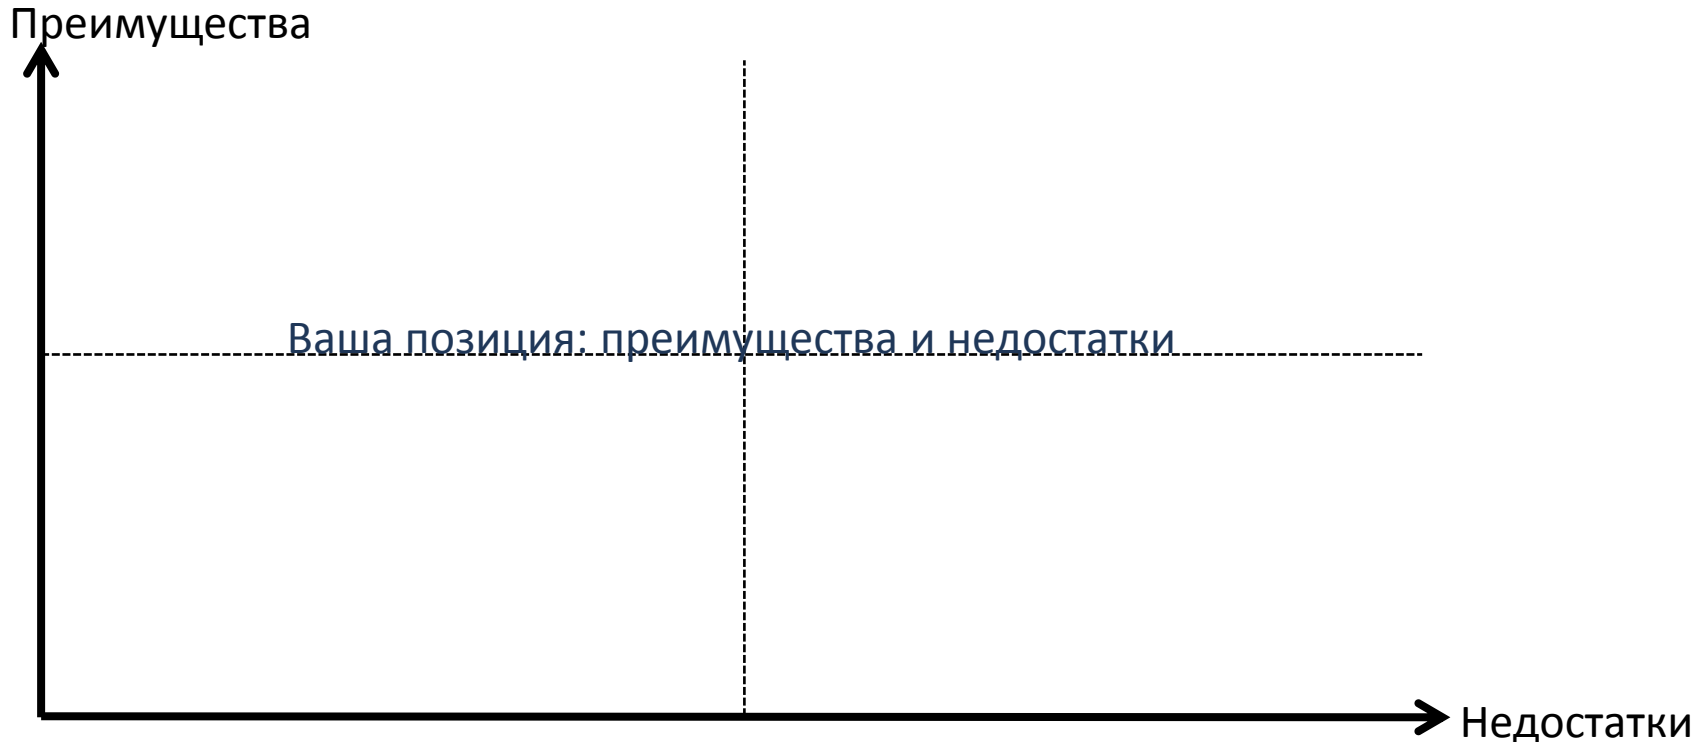 Преимущества
Ваша позиция: преимущества и недостатки
Недостатки